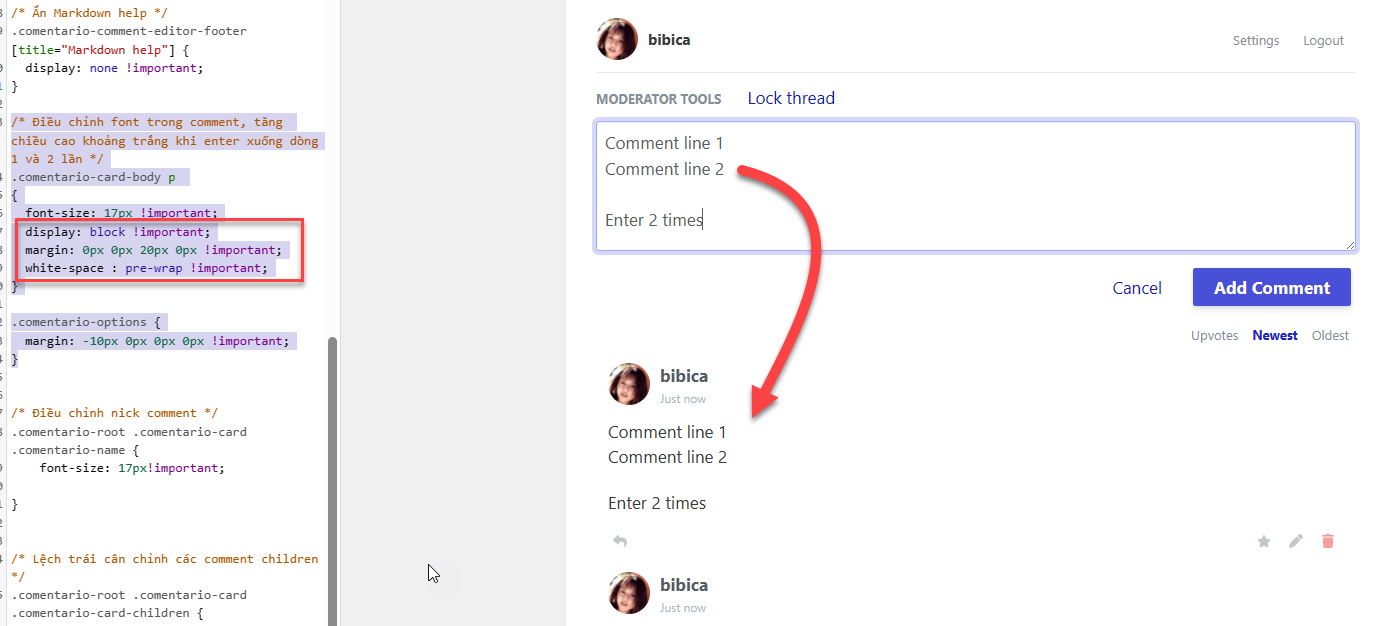 /* Ẩn Markdown help */
.comentario-comment-editor-footer
[title="Markdown help"] {
display: none !important;
}
/* Điều chỉnh font trong comment, tăng
chiều cao khoảng trắng khi enter xuống dòng
1 và 2 lần */
.comentario-card-body p
{
font-size: 17px !important;
display: block !important;
margin: 0px 0px 20px 0px !important;
white-space : pre-wrap !important;
}
.comentario-options {
margin: -10px 0px 0px 0px !important;
}
/* Điều chỉnh nick comment */
.comentario-root .comentario-card
.comentario-name {
font-size: 17px!important;
}
/* Lệch trái cân chỉnh các comment children
*/
.comentario-root .comentario-card
.comentario-card-children {
bibica
Settings
Logout
MODERATOR TOOLS
Lock thread
Comment line 1
Comment line 2
Enter 2 times
Cancel
Add Comment
Upvotes
Newest
Oldest
bibica
Just now
Comment line 1
Comment line 2
Enter 2 times
bibica
Just now